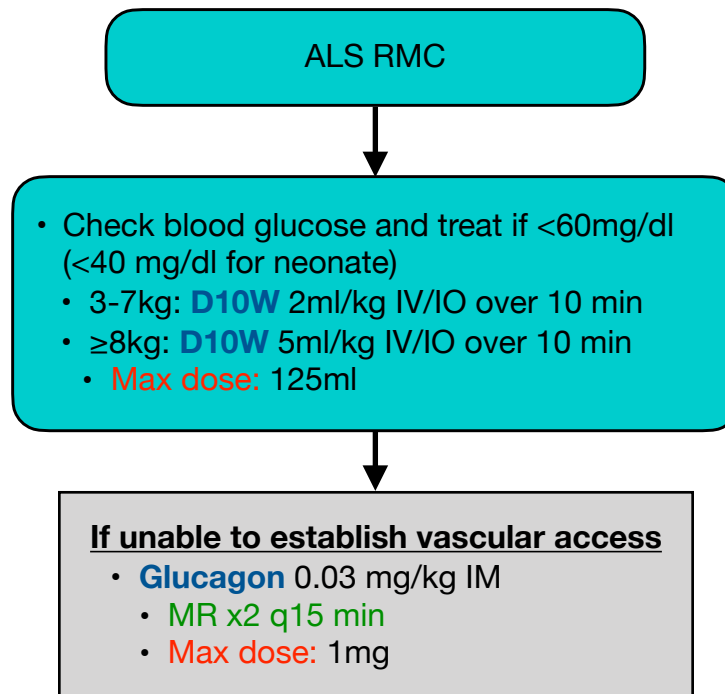 ALS RMC
• Check blood glucose and treat if <60mg/dl
(<40 mg/dl for neonate)
• 3-7kg: D10W 2ml/kg IV/IO over 10 min
• ≥8kg: D10W 5ml/kg IV/IO over 10 min
• Max dose: 125ml
If unable to establish vascular access
• Glucagon 0.03 mg/kg IM
• MR x2 q15 min
• Max dose: 1mg